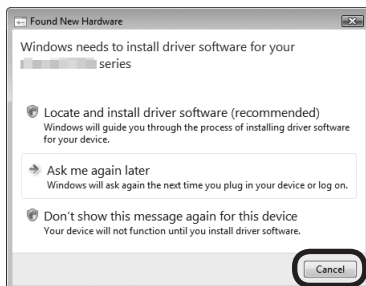 Found New Hardware
Windows needs to install driver software for your
series
Locate and install driver software (recommended)
Windows will guide you through the process of installing driver software
for your device.
Ask me again later
Windows will ask again the next time you plug in your device or log on.
Don't show this message again for this device
Your device will not function until you install driver software.
Cancel